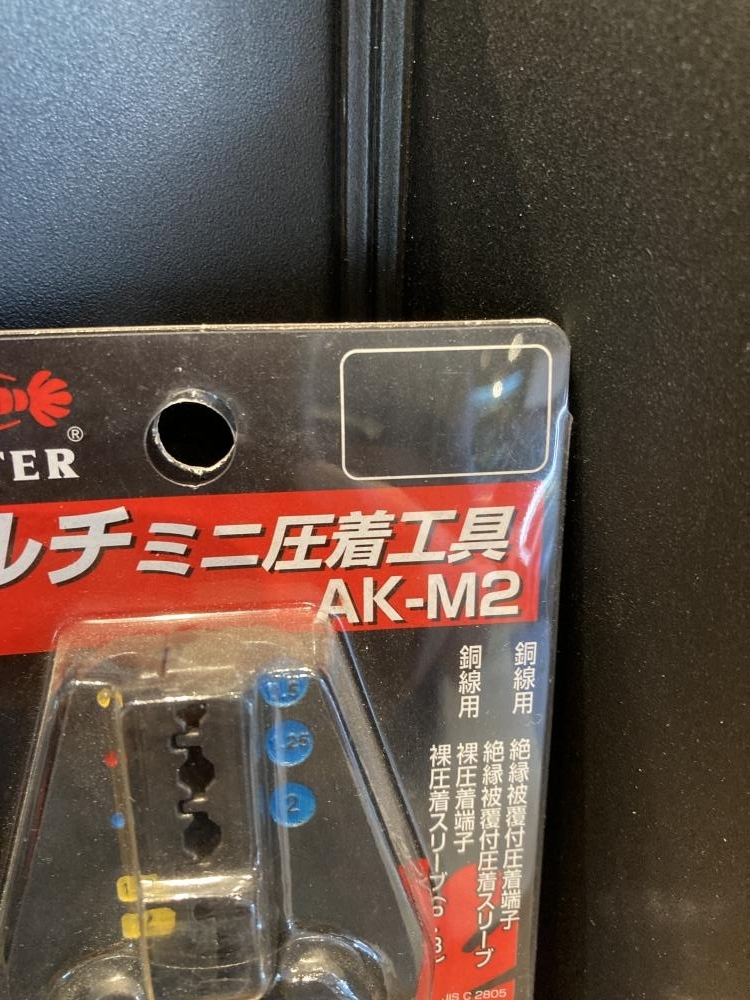 TER®
ルチミニ圧着工具
AK-M2
銅線用 絶縁被覆付圧着端子
絶縁被覆付圧着スリーブ
銅線用 裸圧着端子
裸圧着スリーブ
1.25
2
JIS C 2805